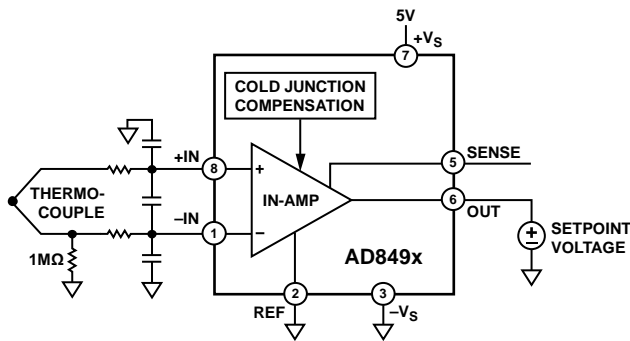 5V
+VS
7
COLD JUNCTION
COMPENSATION
+IN
8
+
SENSE
5
THERMO-
COUPLE
IN-AMP
6
OUT
–IN
1
–
SETPOINT
VOLTAGE
1MΩ
AD849x
2
3
REF
–VS